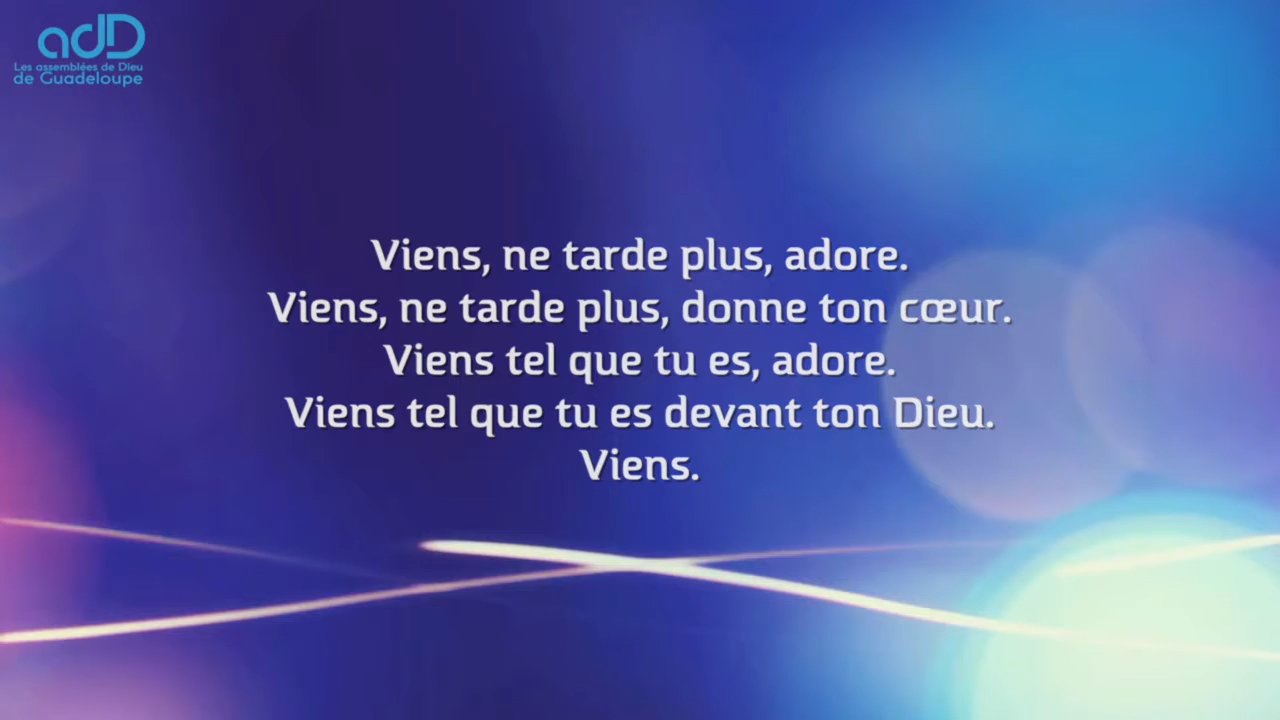 adD
Les assemblées de Dieu
de Guadeloupe
Viens, ne tarde plus, adore.
Viens, ne tarde plus, donne ton cœur.
Viens tel que tu es, adore.
Viens tel que tu es devant ton Dieu.
Viens.